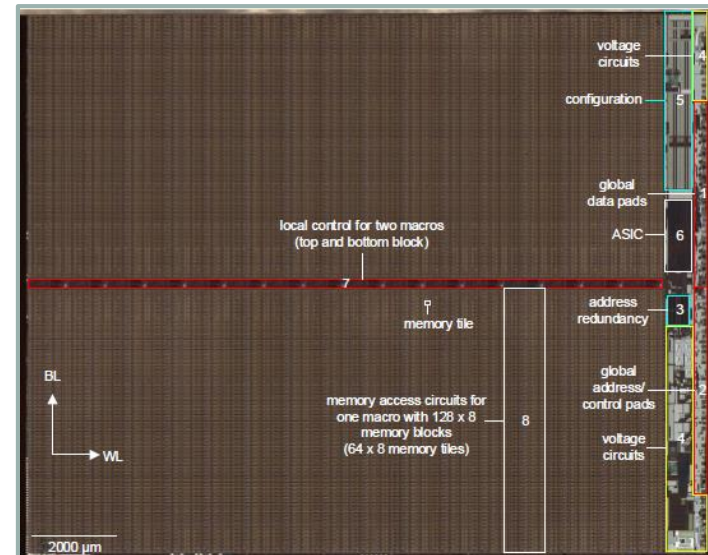 voltage
circuits
4
configuration
5
global
data pads
1
ASIC
6
local control for two macros
(top and bottom block)
7
address
redundancy
3
memory tile
BL
WL
memory access circuits for
one macro with 128 x 8
memory blocks
(64 x 8 memory tiles)
8
global
address/
control pads
2
voltage
circuits
4
2000 µm